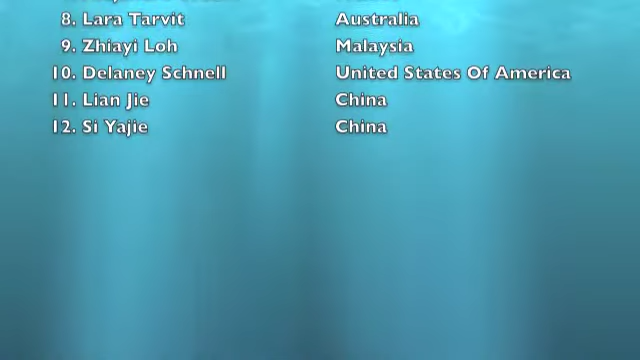 8. Lara Tarvit Australia
9. Zhiayi Loh Malaysia
10. Delaney Schnell United States Of America
11. Lian Jie China
12. Si Yajie China